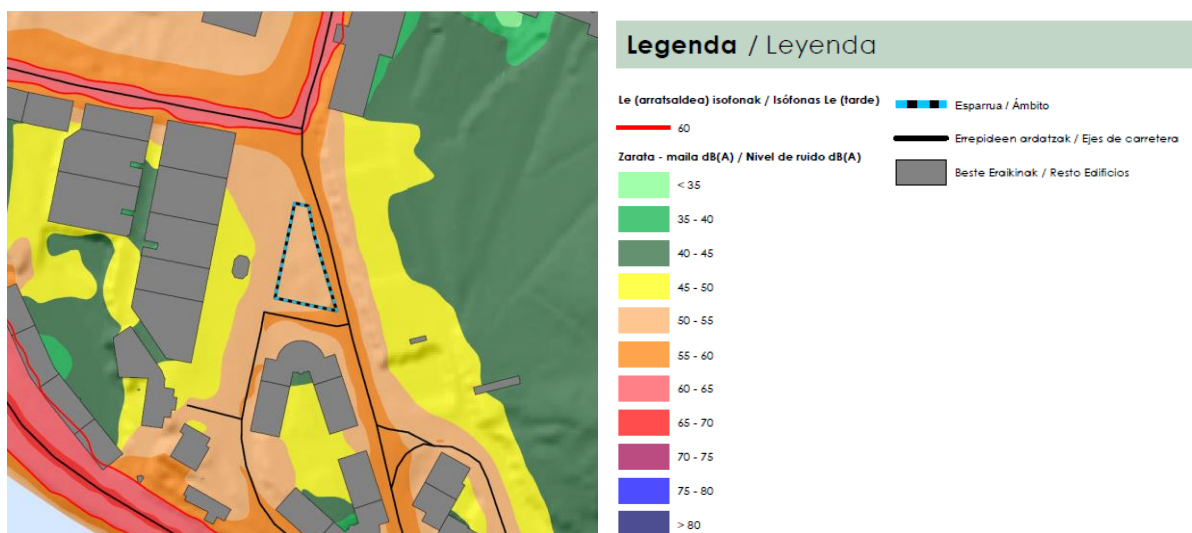 Legenda / Leyenda
Le (arratsaldea) isofonak / Isófonas Le (tarde)
60
Zarata - maila dB(A) / Nivel de ruido dB(A)
< 35
35 - 40
40 - 45
45 - 50
50 - 55
55 - 60
60 - 65
65 - 70
70 - 75
75 - 80
> 80
Esparrua / Ámbito
Errepideen ardatzak / Ejes de carretera
Beste Eraikinak / Resto Edificios